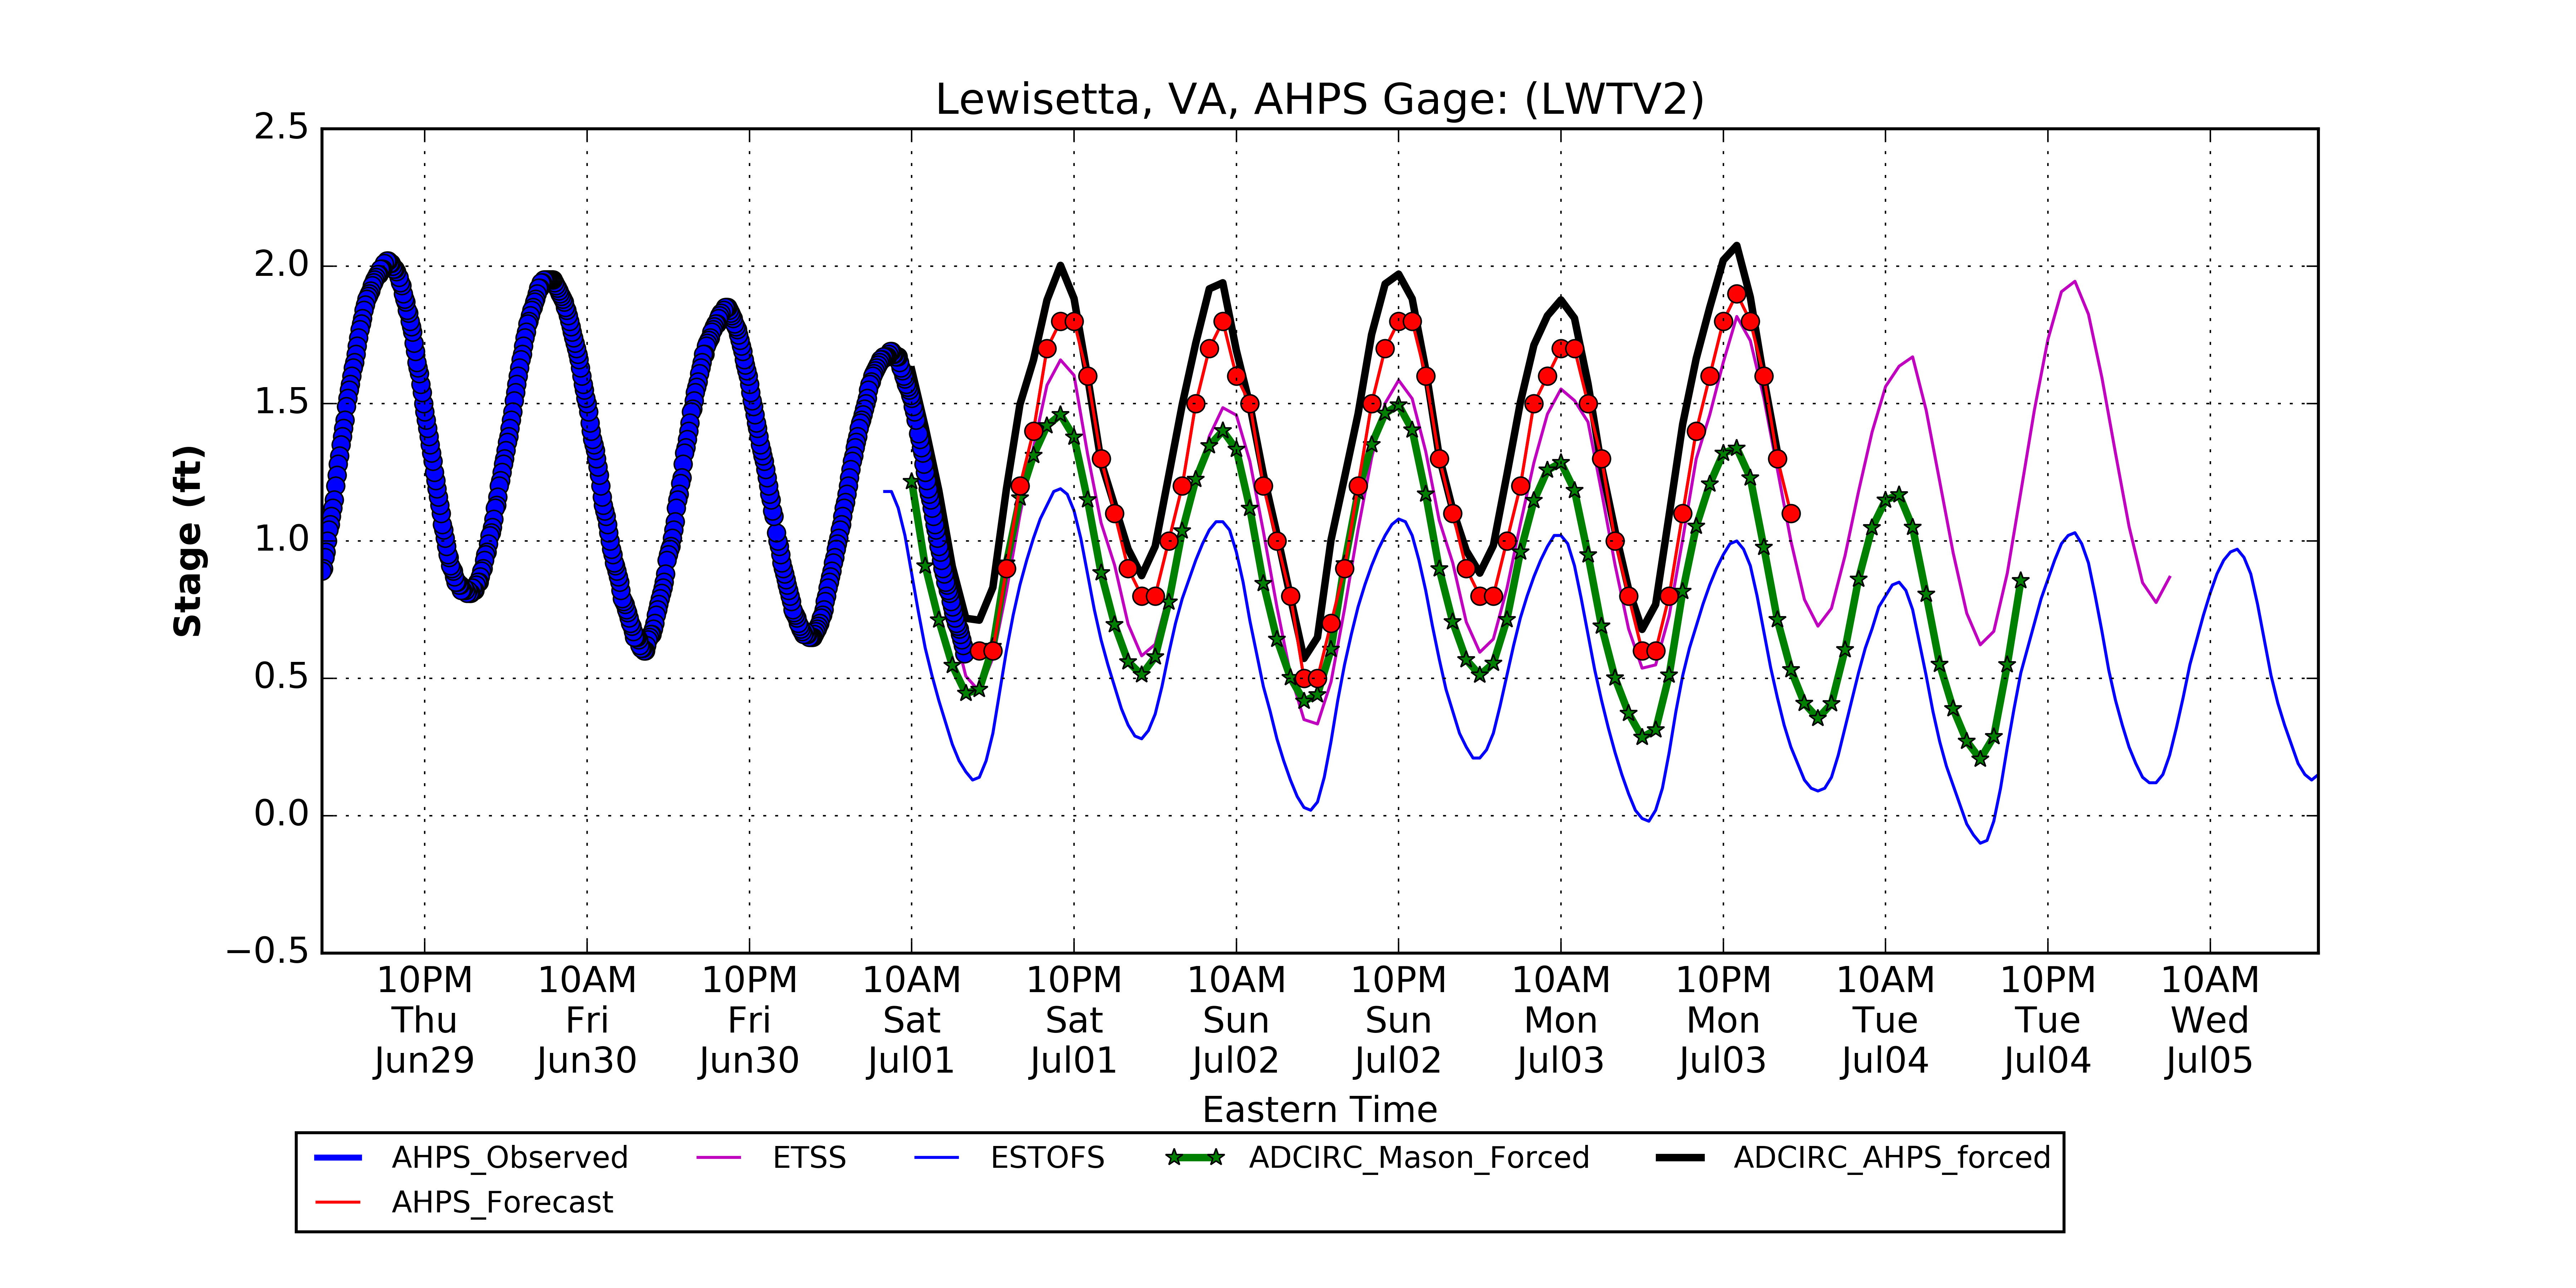 Lewisetta, VA, AHPS Gage: (LWTV2)
2.5
2.0
1.5
1.0
0.5
0.0
−0.5
Stage (ft)
10PM 10AM 10PM 10AM 10PM 10AM 10PM 10AM 10PM 10AM 10PM 10AM
Thu Fri Fri Sat Sat Sun Sun Mon Mon Tue Tue Wed
Jun29 Jun30 Jun30 Jul01 Jul01 Jul02 Jul02 Jul03 Jul03 Jul04 Jul04 Jul05
Eastern Time
AHPS_Observed ETSS ESTOFS ADCIRC_Mason_Forced ADCIRC_AHPS_forced
AHPS_Forecast